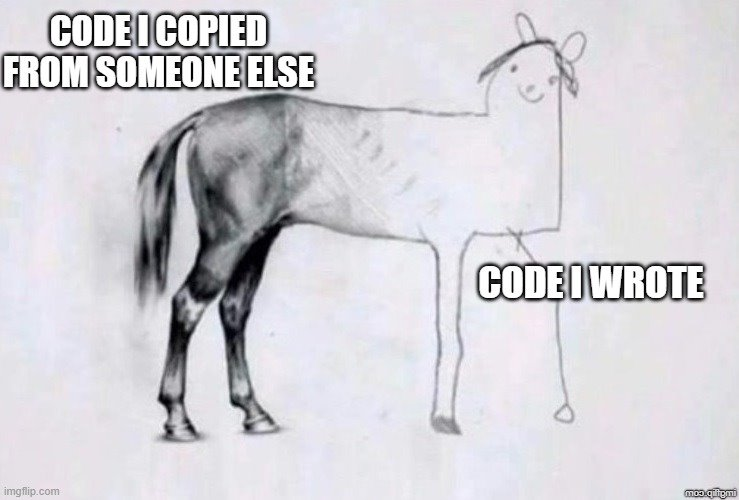 CODE I COPIED
FROM SOMEONE ELSE
CODE I WROTE
imgflip.com
imgflip.com